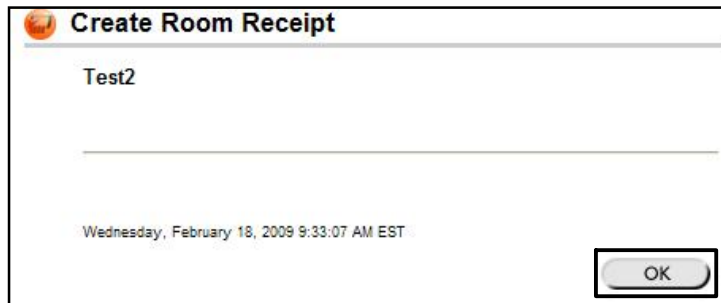 Create Room Receipt
Test2
Wednesday, February 18, 2009 9:33:07 AM EST
OK